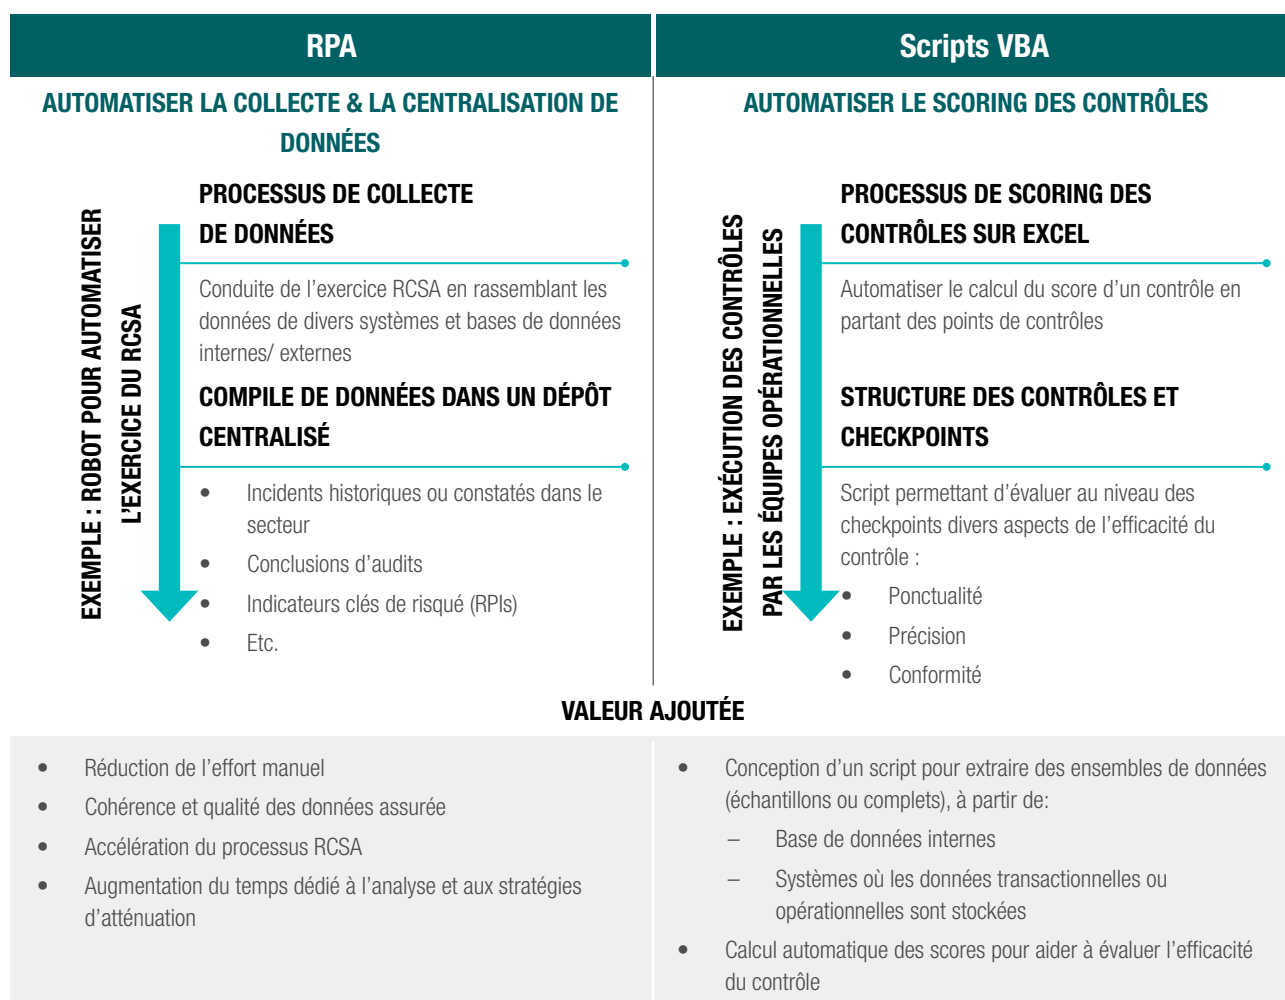 RPA
AUTOMATISER LA COLLECTE & LA CENTRALISATION DE
DONNÉES
EXEMPLE : ROBOT POUR AUTOMATISER
L'EXERCICE DU RCSA
PROCESSUS DE COLLECTE
DE DONNÉES
Conduite de l'exercice RCSA en rassemblant les
données de divers systèmes et bases de données
internes/ externes
COMPILE DE DONNÉES DANS UN DÉPÔT
CENTRALISÉ
• Incidents historiques ou constatés dans le
secteur
• Conclusions d'audits
• Indicateurs clés de risqué (RPIs)
• Etc.
Scripts VBA
AUTOMATISER LE SCORING DES CONTRÔLES
EXEMPLE : EXÉCUTION DES CONTRÔLES
PAR LES ÉQUIPES OPÉRATIONNELLES
PROCESSUS DE SCORING DES
CONTRÔLES SUR EXCEL
Automatiser le calcul du score d'un contrôle en
partant des points de contrôles
STRUCTURE DES CONTRÔLES ET
CHECKPOINTS
Script permettant d'évaluer au niveau des
checkpoints divers aspects de l'efficacité du
contrôle :
• Ponctualité
• Précision
• Conformité
VALEUR AJOUTÉE
• Réduction de l'effort manuel
• Cohérence et qualité des données assurée
• Accélération du processus RCSA
• Augmentation du temps dédié à l'analyse et aux stratégies
d'atténuation
• Conception d'un script pour extraire des ensembles de données
(échantillons ou complets), à partir de:
– Base de données internes
– Systèmes où les données transactionnelles ou
opérationnelles sont stockées
• Calcul automatique des scores pour aider à évaluer l'efficacité
du contrôle